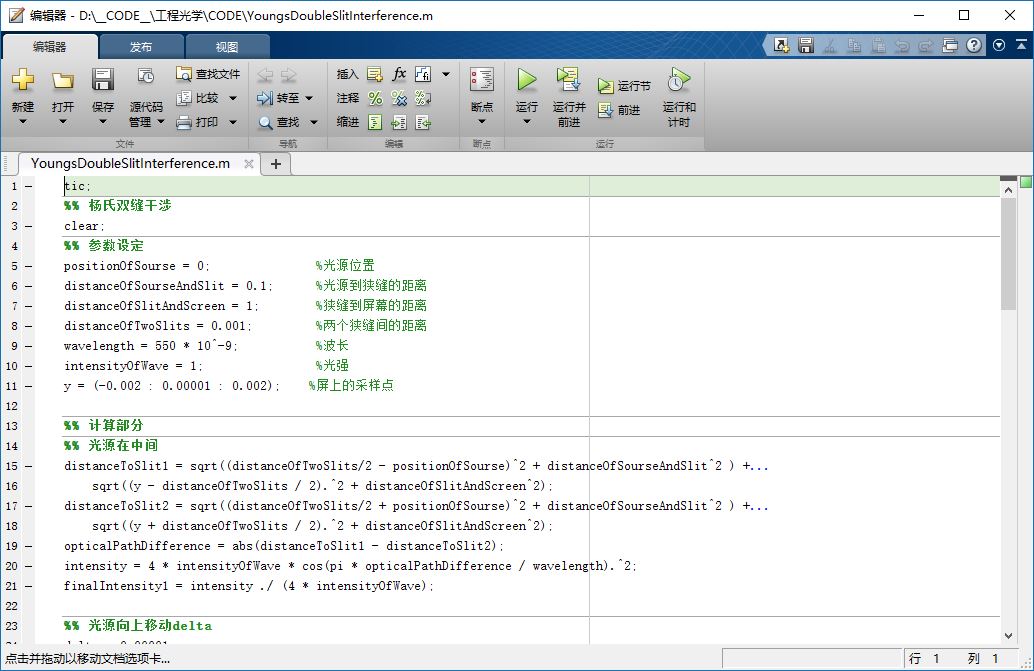 编辑器 - D:\__CODE__\工程光学\CODE\YoungsDoubleSlitInterference.m
编辑器 发布 视图
新建 打开 保存 源代码管理 查找文件 比较 打印
转至 查找
插入 fx 注释 缩进
断点
运行 运行并前进 运行节 前进 运行和计时
文件 导航 编辑 断点 运行
YoungsDoubleSlitInterference.m
1 tic;
2 %% 杨氏双缝干涉
3 clear;
4 %% 参数设定
5 positionOfSourse = 0; %光源位置
6 distanceOfSourseAndSlit = 0.1; %光源到狭缝的距离
7 distanceOfSlitAndScreen = 1; %狭缝到屏幕的距离
8 distanceOfTwoSlits = 0.001; %两个狭缝间的距离
9 wavelength = 550 * 10^-9; %波长
10 intensityOfWave = 1; %光强
11 y = (-0.002 : 0.00001 : 0.002); %屏上的采样点
12
13 %% 计算部分
14 %% 光源在中间
15 distanceToSlit1 = sqrt((distanceOfTwoSlits/2 - positionOfSourse)^2 + distanceOfSourseAndSlit^2 ) +...
16 sqrt((y - distanceOfTwoSlits / 2).^2 + distanceOfSlitAndScreen^2);
17 distanceToSlit2 = sqrt((distanceOfTwoSlits/2 + positionOfSourse)^2 + distanceOfSourseAndSlit^2 ) +...
18 sqrt((y + distanceOfTwoSlits / 2).^2 + distanceOfSlitAndScreen^2);
19 opticalPathDifference = abs(distanceToSlit1 - distanceToSlit2);
20 intensity = 4 * intensityOfWave * cos(pi * opticalPathDifference / wavelength).^2;
21 finalIntensity1 = intensity ./ (4 * intensityOfWave);
22
23 %% 光源向上移动delta
点击并拖动以移动文档选项卡... 行 1 列 1